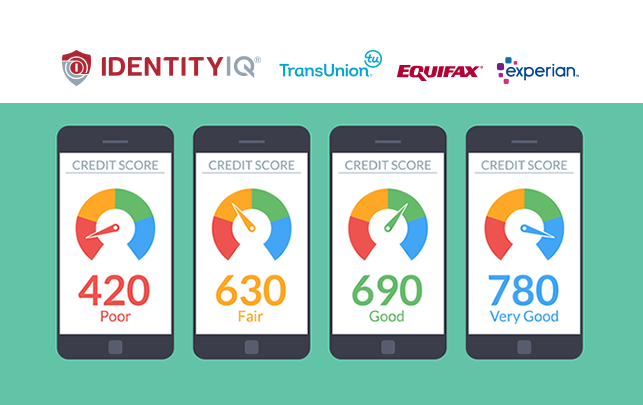 IDENTITYIQ®
TransUnion® tu
EQUIFAX®
experian.
CREDIT SCORE
420
Poor
CREDIT SCORE
630
Fair
CREDIT SCORE
690
Good
CREDIT SCORE
780
Very Good